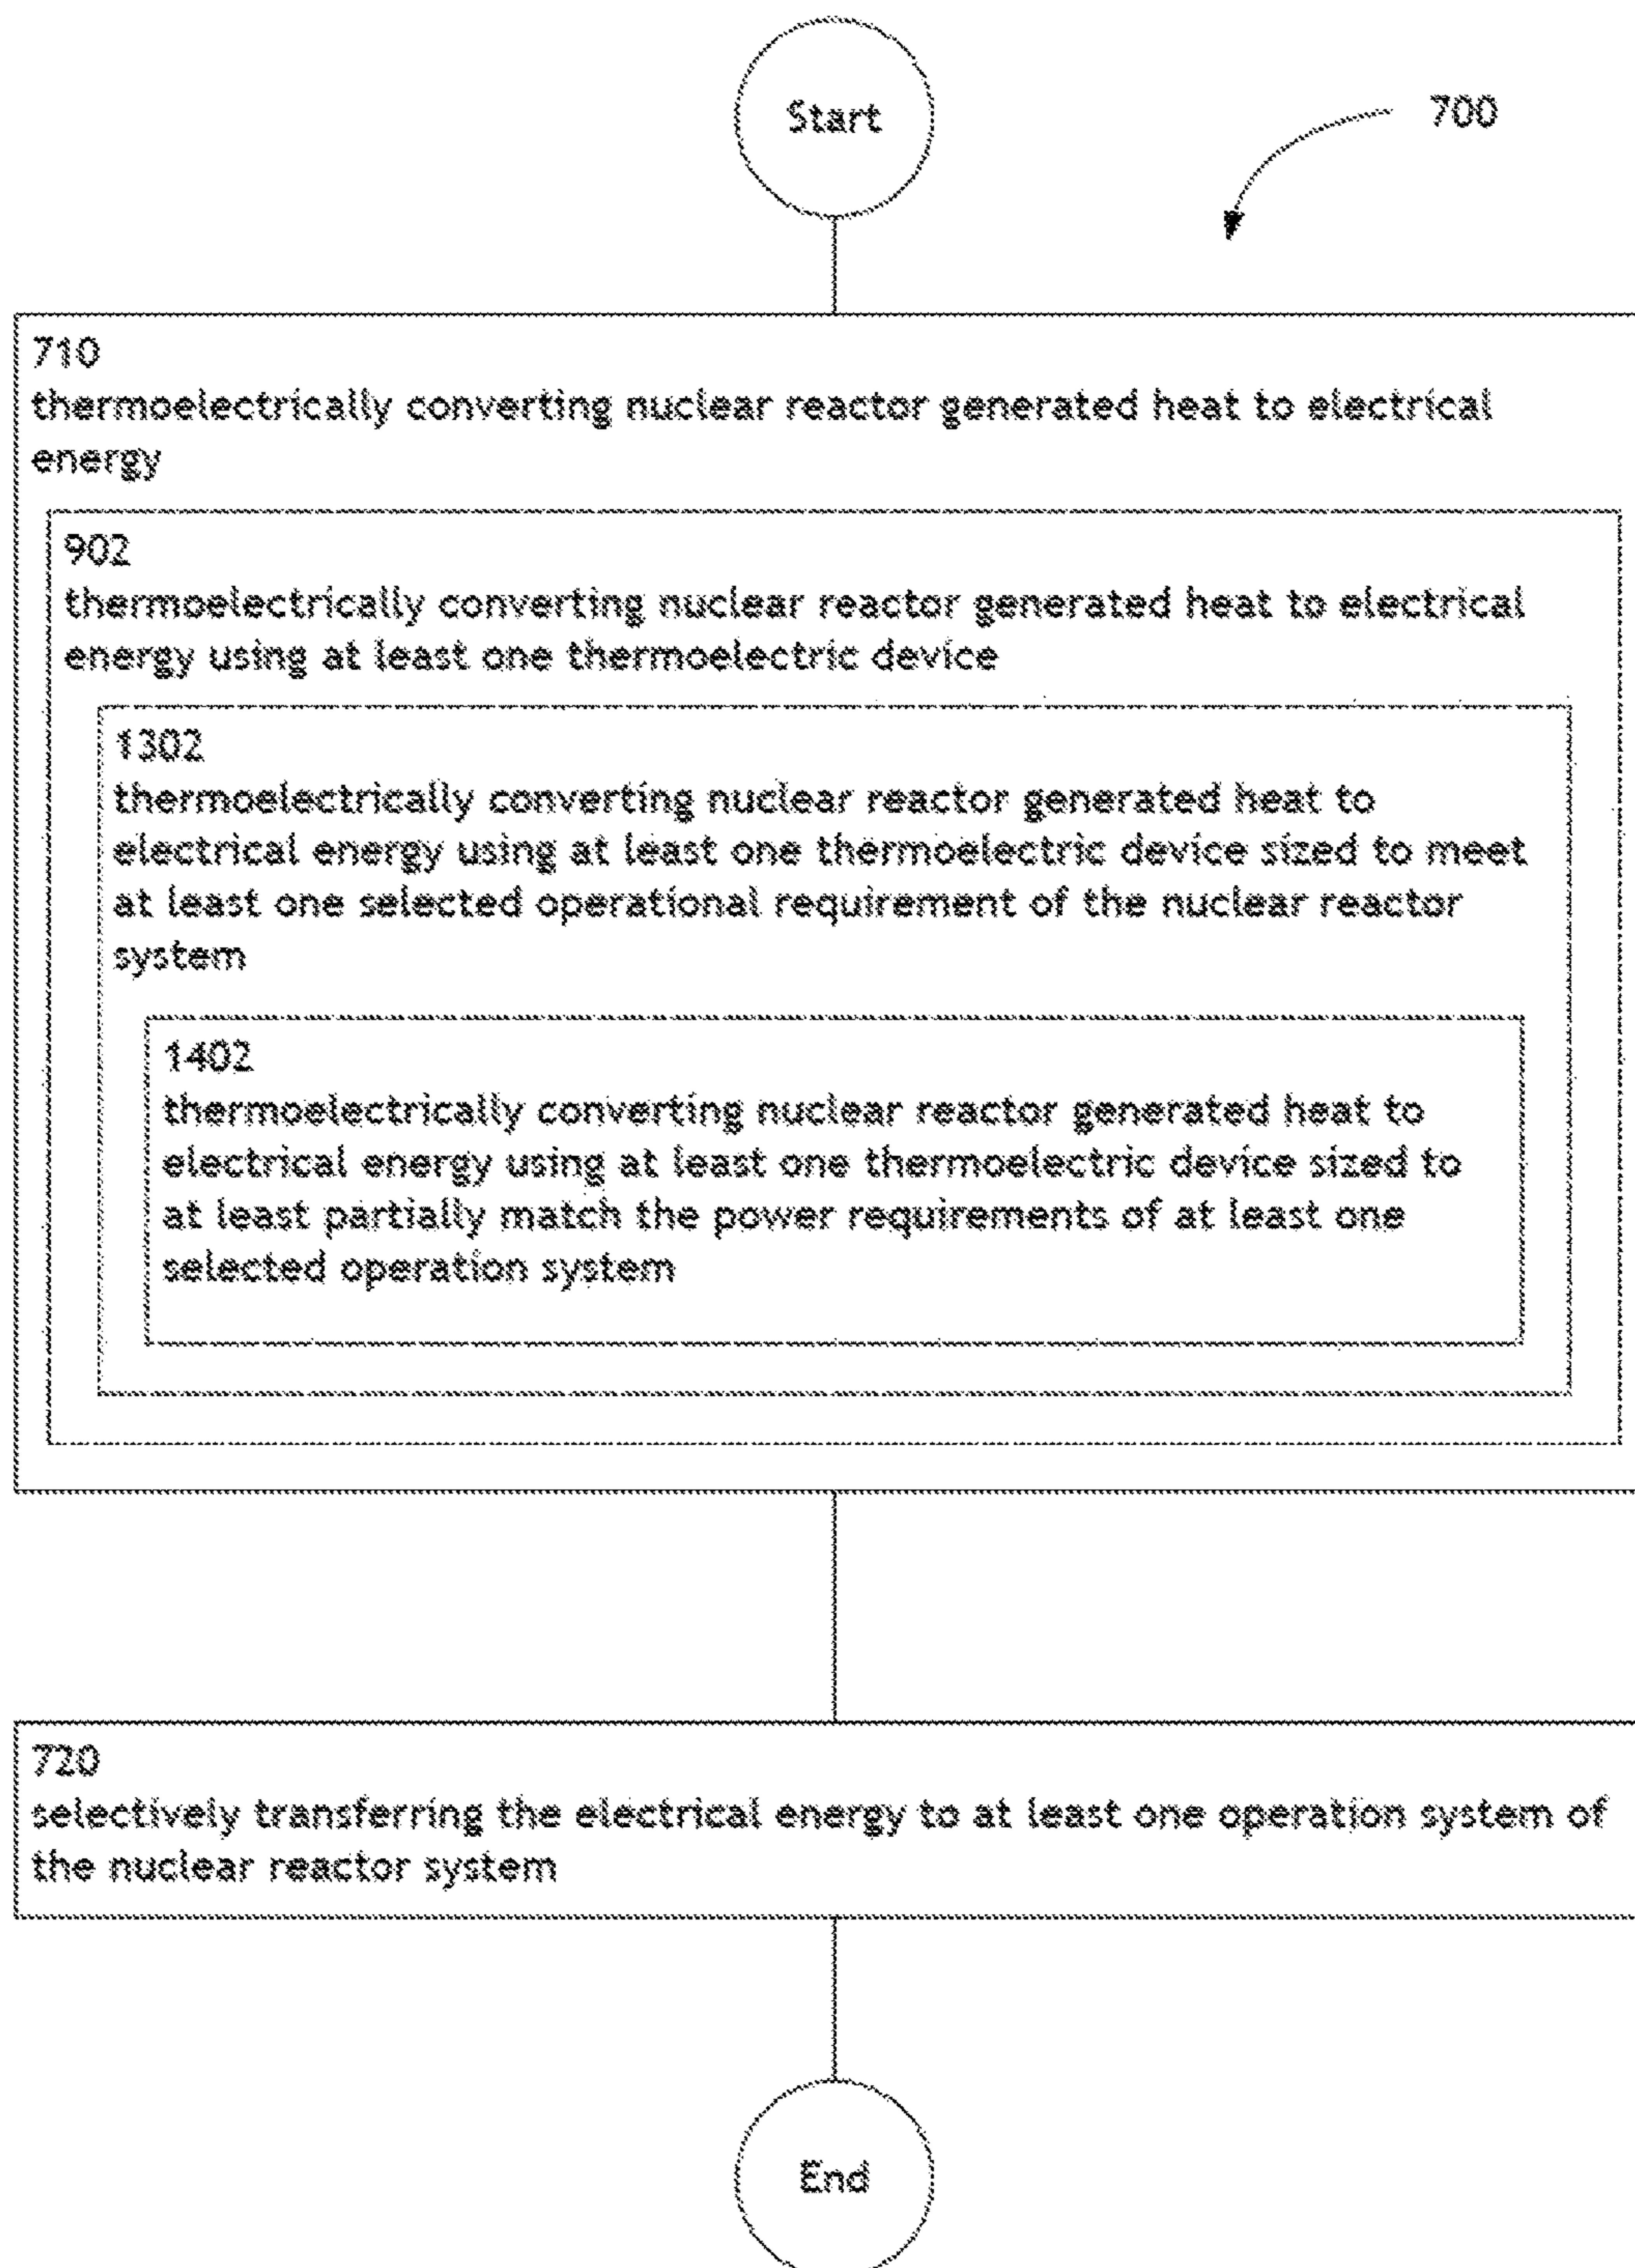 Start
700
710
thermoelectrically converting nuclear reactor generated heat to electrical
energy
902
thermoelectrically converting nuclear reactor generated heat to electrical
energy using at least one thermoelectric device
1302
thermoelectrically converting nuclear reactor generated heat to
electrical energy using at least one thermoelectric device sized to meet
at least one selected operational requirement of the nuclear reactor
system
1402
thermoelectrically converting nuclear reactor generated heat to
electrical energy using at least one thermoelectric device sized to
at least partially match the power requirements of at least one
selected operation system
720
selectively transferring the electrical energy to at least one operation system of
the nuclear reactor system
End